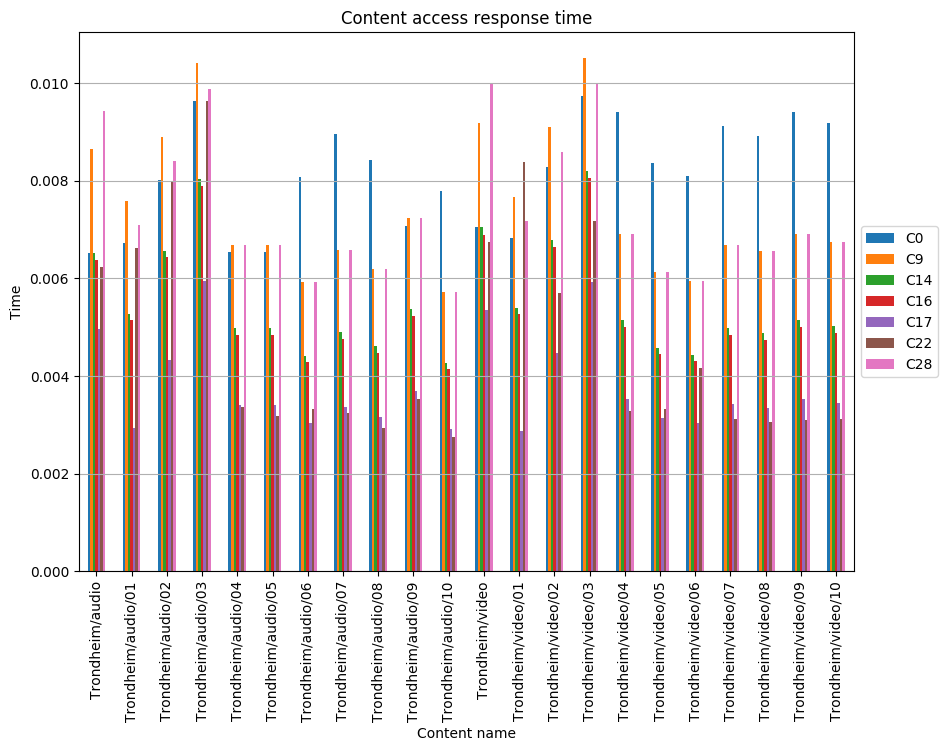 Content access response time
Time
0.010
0.008
0.006
0.004
0.002
0.000
C0
C9
C14
C16
C17
C22
C28
Trondheim/audio
Trondheim/audio/01
Trondheim/audio/02
Trondheim/audio/03
Trondheim/audio/04
Trondheim/audio/05
Trondheim/audio/06
Trondheim/audio/07
Trondheim/audio/08
Trondheim/audio/09
Trondheim/audio/10
Trondheim/video
Trondheim/video/01
Trondheim/video/02
Trondheim/video/03
Trondheim/video/04
Trondheim/video/05
Trondheim/video/06
Trondheim/video/07
Trondheim/video/08
Trondheim/video/09
Trondheim/video/10
Content name